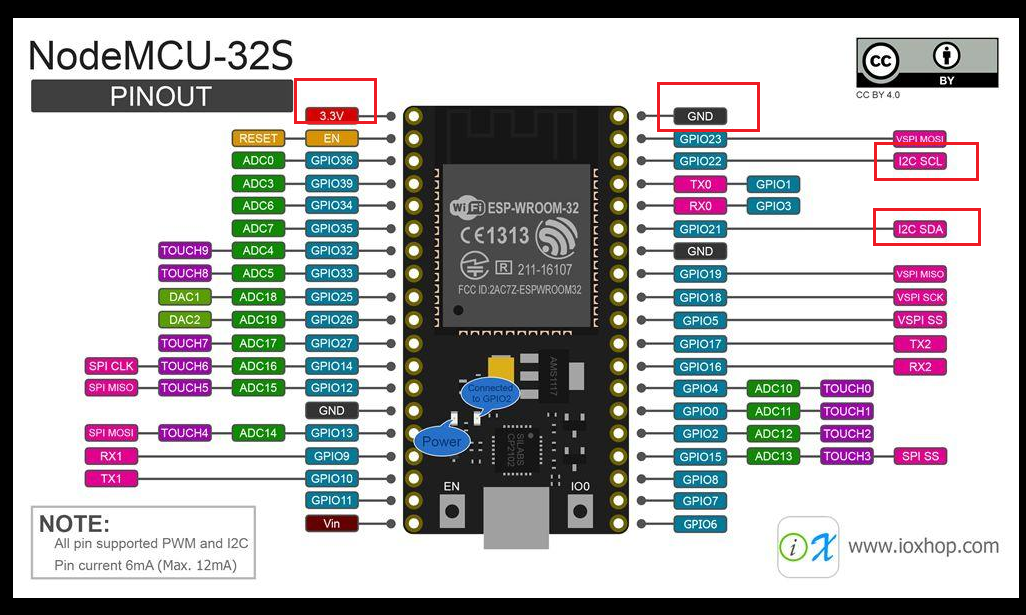 NodeMCU-32S
PINOUT
cc BY
CC BY 4.0
3.3V GND
RESET EN GPIO23 VSPI MOSI
ADC0 GPIO36 GPIO22 I2C SCL
ADC3 GPIO39 TX0 GPIO1
ADC6 GPIO34 RX0 GPIO3
ADC7 GPIO35 GPIO21 I2C SDA
TOUCH9 ADC4 GPIO32 GND
TOUCH8 ADC5 GPIO33 GPIO19 VSPI MISO
DAC1 ADC18 GPIO25 GPIO18 VSPI SCK
DAC2 ADC19 GPIO26 GPIO5 VSPI SS
TOUCH7 ADC17 GPIO27 GPIO17 TX2
SPI CLK TOUCH6 ADC16 GPIO14 GPIO16 RX2
SPI MISO TOUCH5 ADC15 GPIO12 GPIO4 ADC10 TOUCH0
GND GPIO0 ADC11 TOUCH1
SPI MOSI TOUCH4 ADC14 GPIO13 GPIO2 ADC12 TOUCH2
RX1 GPIO9 GPIO15 ADC13 TOUCH3 SPI SS
TX1 GPIO10 GPIO8
GPIO11 GPIO7
Vin GPIO6
WiFi ESP-WROOM-32
CE1313
R 211-16107
FCC ID:2AC7Z-ESPWROOM32
AMS1117
Connected
to GPIO2
Power
SILABS
CP2102
EN IO0
NOTE:
All pin supported PWM and I2C
Pin current 6mA (Max. 12mA)
iX www.ioxhop.com